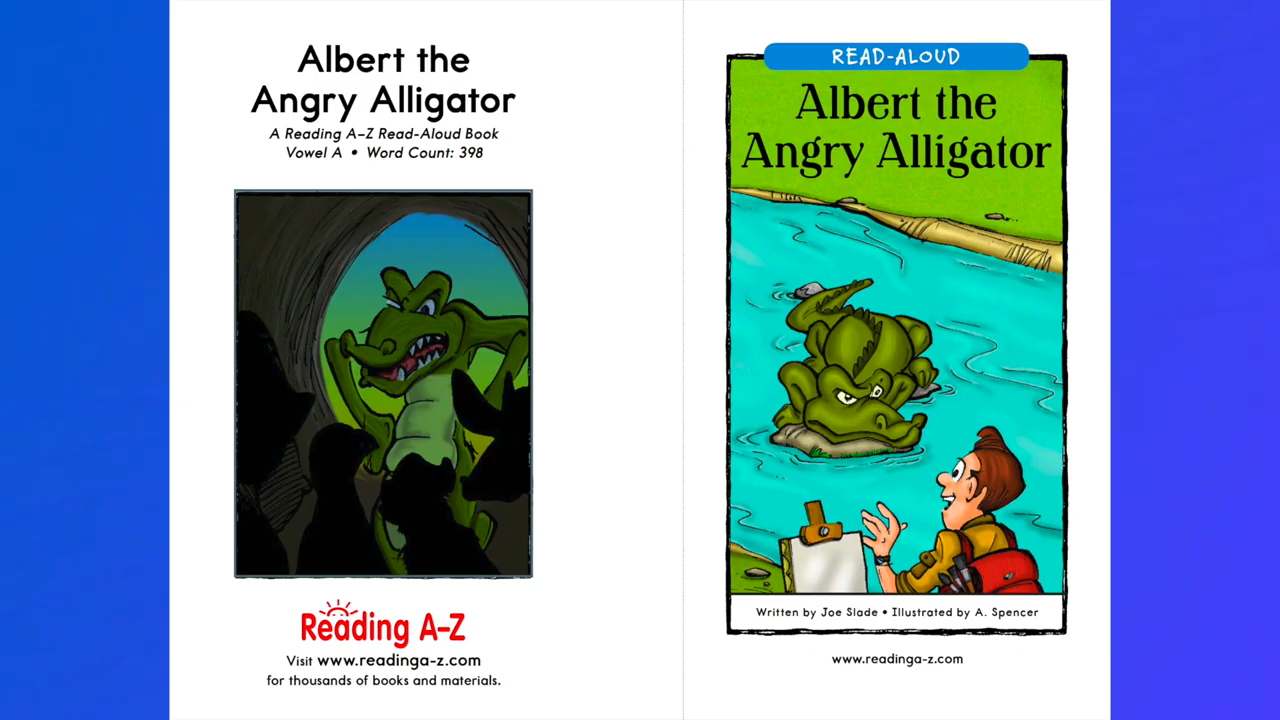 Albert the
Angry Alligator
A Reading A–Z Read-Aloud Book
Vowel A • Word Count: 398
Reading A–Z
Visit www.readinga-z.com
for thousands of books and materials.
READ-ALOUD
Albert the
Angry Alligator
Written by Joe Slade • Illustrated by A. Spencer
www.readinga-z.com